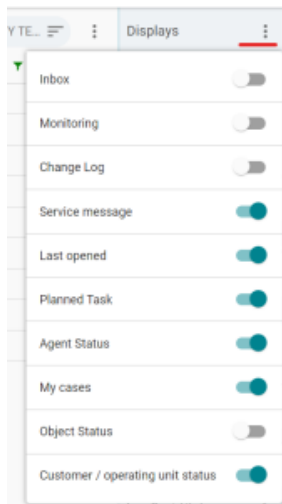 Y TE... Displays
Inbox
Monitoring
Change Log
Service message
Last opened
Planned Task
Agent Status
My cases
Object Status
Customer / operating unit status